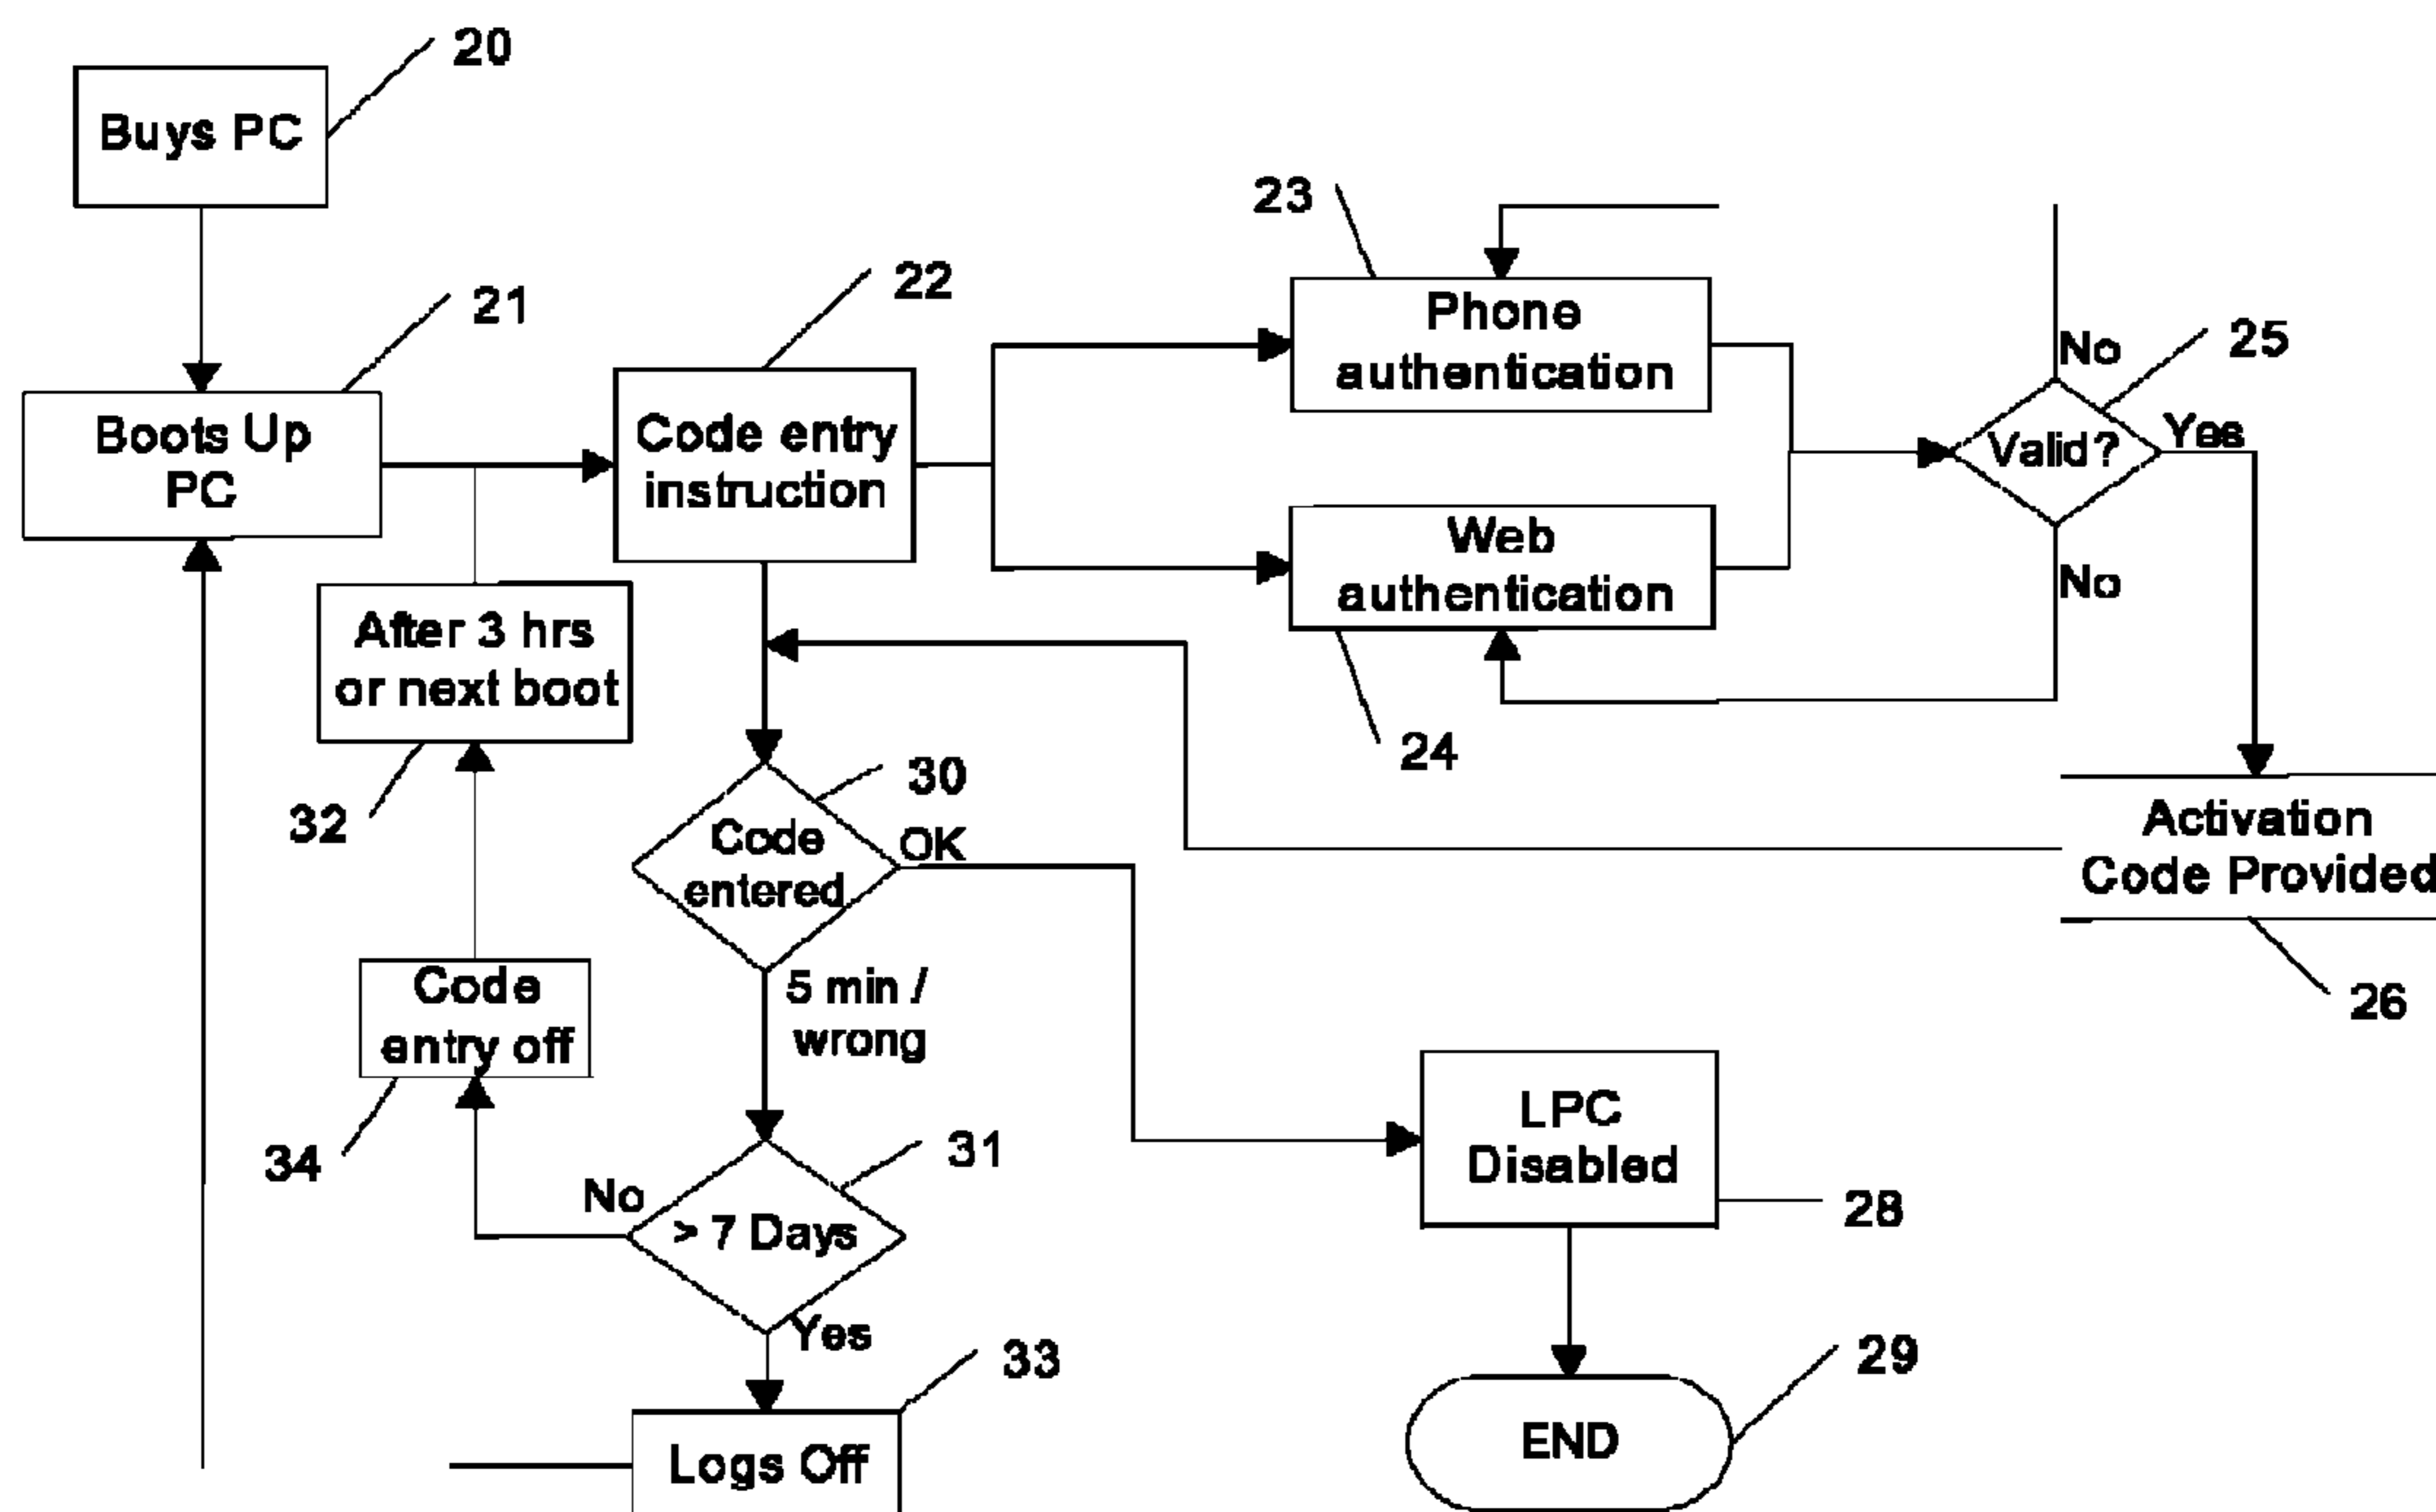 20
Buys PC
21
Boots Up
PC
22
Code entry
instruction
23
Phone
authentication
Web
authentication
24
No
25
Valid?
Yes
No
Activation
Code Provided
26
After 3 hrs
or next boot
32
30
Code
entered
OK
5 min /
wrong
Code
entry off
34
31
No
> 7 Days
Yes
33
Logs Off
LPC
Disabled
28
29
END